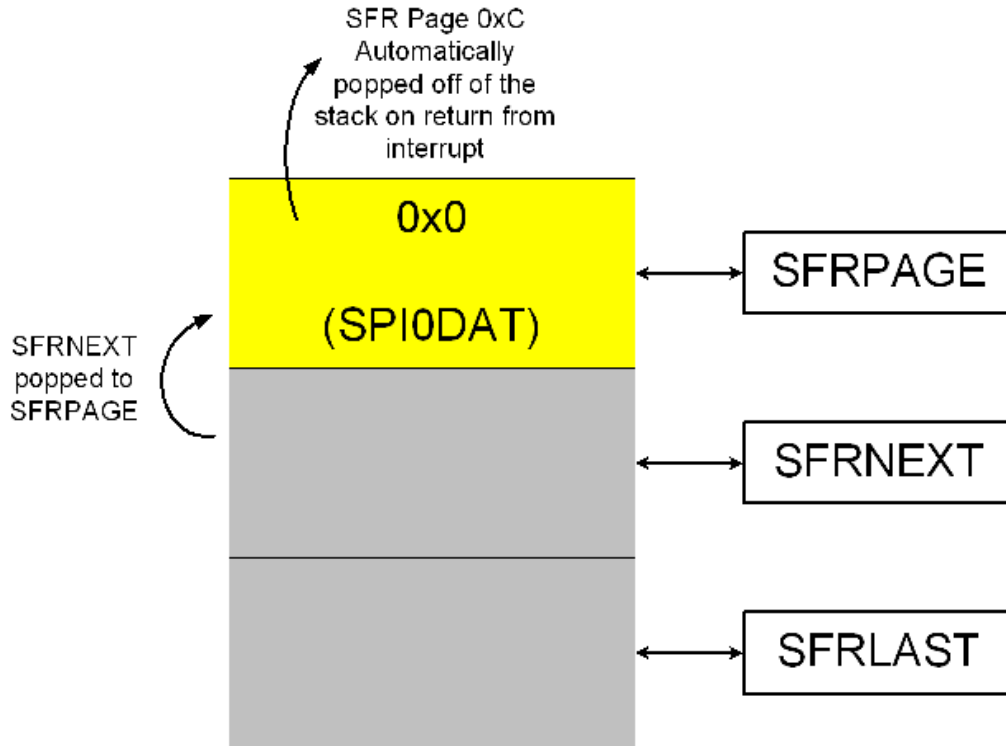 SFR Page 0xC
Automatically
popped off of the
stack on return from
interrupt
0x0
SFRPAGE
(SPI0DAT)
SFRNEXT
popped to
SFRPAGE
SFRNEXT
SFRLAST